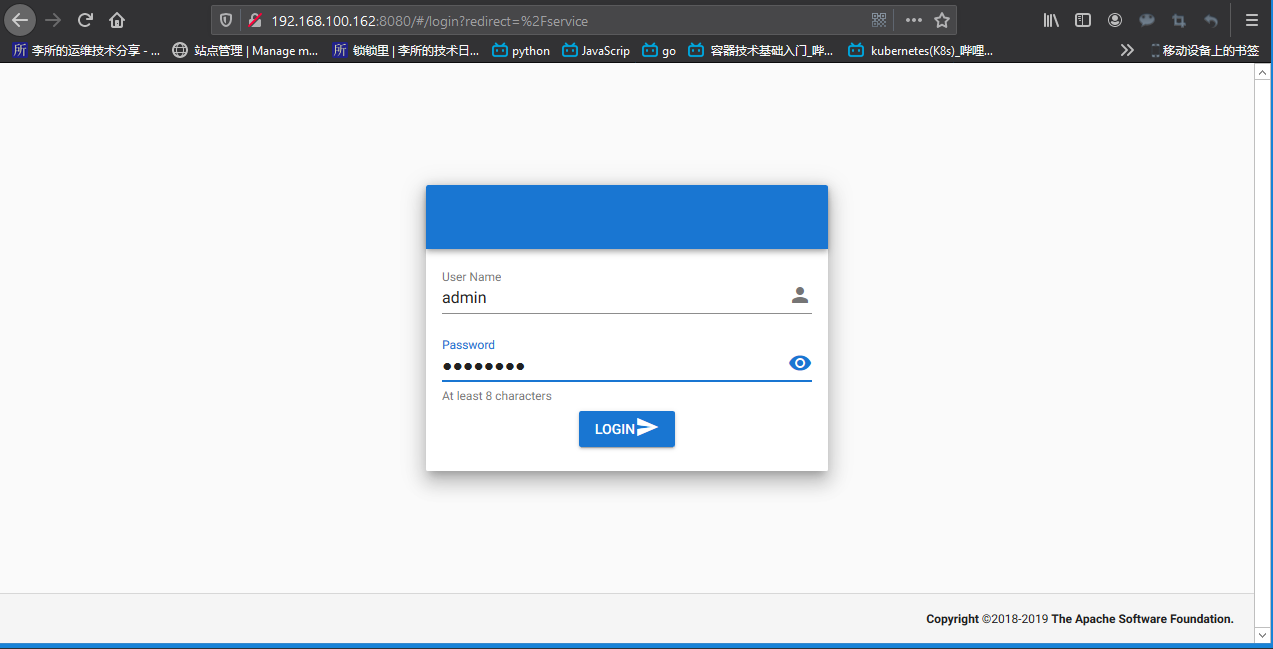 192.168.100.162:8080/#/login?redirect=%2Fservice
所 李所的运维技术分享 - ... 站点管理 | Manage m... 所 锁锁里 | 李所的技术日... python JavaScrip go 容器技术基础入门_哔... kubernetes(K8s)_哔哩... 移动设备上的书签
User Name
admin
Password
At least 8 characters
LOGIN
Copyright ©2018-2019 The Apache Software Foundation.